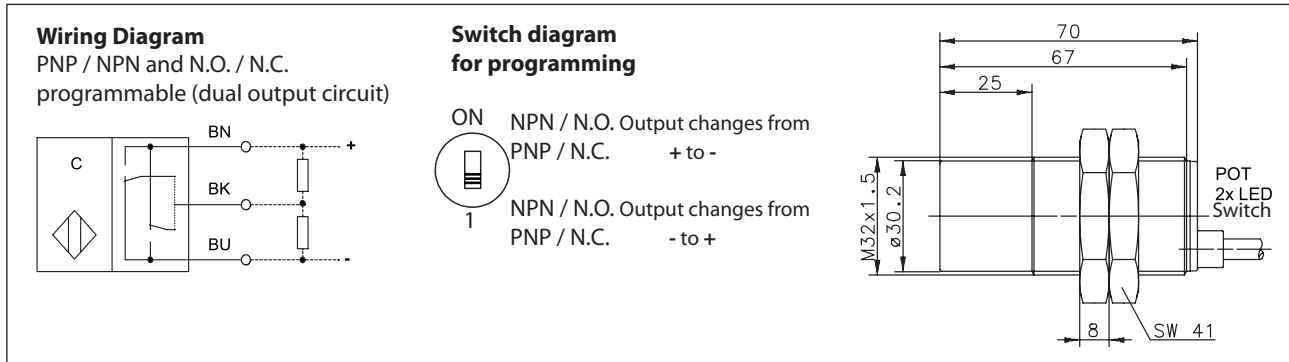 Wiring Diagram
PNP / NPN and N.O. / N.C.
programmable (dual output circuit)
C
BN
+
BK
BU
-
Switch diagram
for programming
ON
NPN / N.O. Output changes from
PNP / N.C. + to -
1
NPN / N.O. Output changes from
PNP / N.C. - to +
70
67
25
M32x1.5
ø30.2
POT
2x LED
Switch
8
SW 41